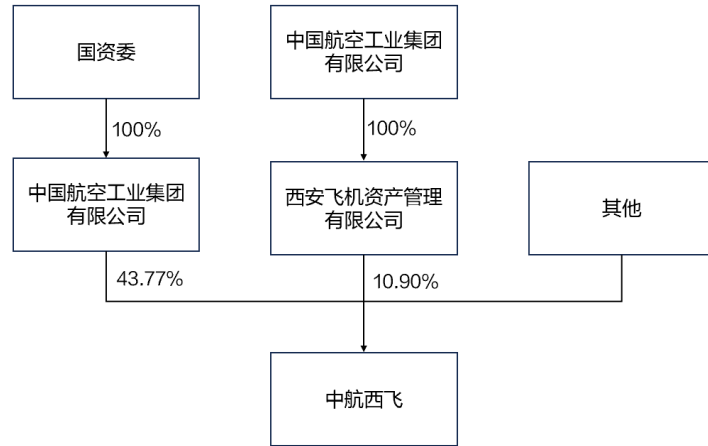 国资委
中国航空工业集团
有限公司
100%
100%
中国航空工业集团
有限公司
西安飞机资产管理
有限公司
其他
43.77%
10.90%
中航西飞